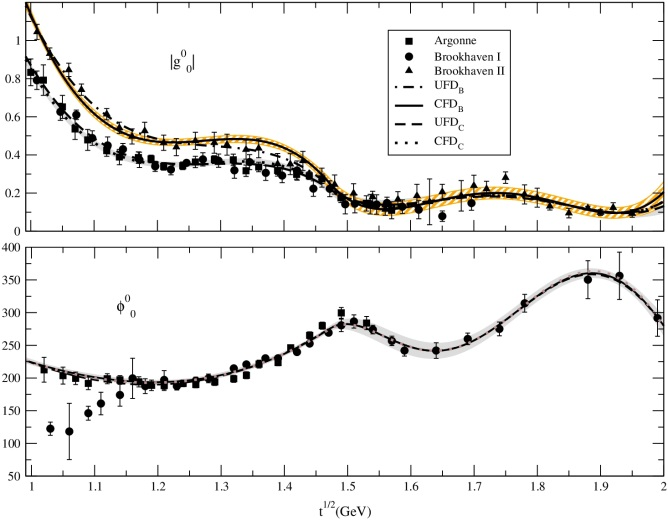 1
0.8
0.6
0.4
0.2
0
|g⁰₀|
Argonne
Brookhaven I
Brookhaven II
UFD_B
CFD_B
UFD_C
CFD_C
400
350
300
250
200
150
100
50
ϕ⁰₀
1 1.1 1.2 1.3 1.4 1.5 1.6 1.7 1.8 1.9 2
t^1/2(GeV)